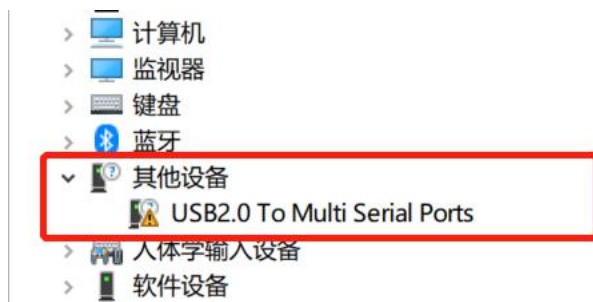 计算机
监视器
键盘
蓝牙
其他设备
USB2.0 To Multi Serial Ports
人体学输入设备
软件设备